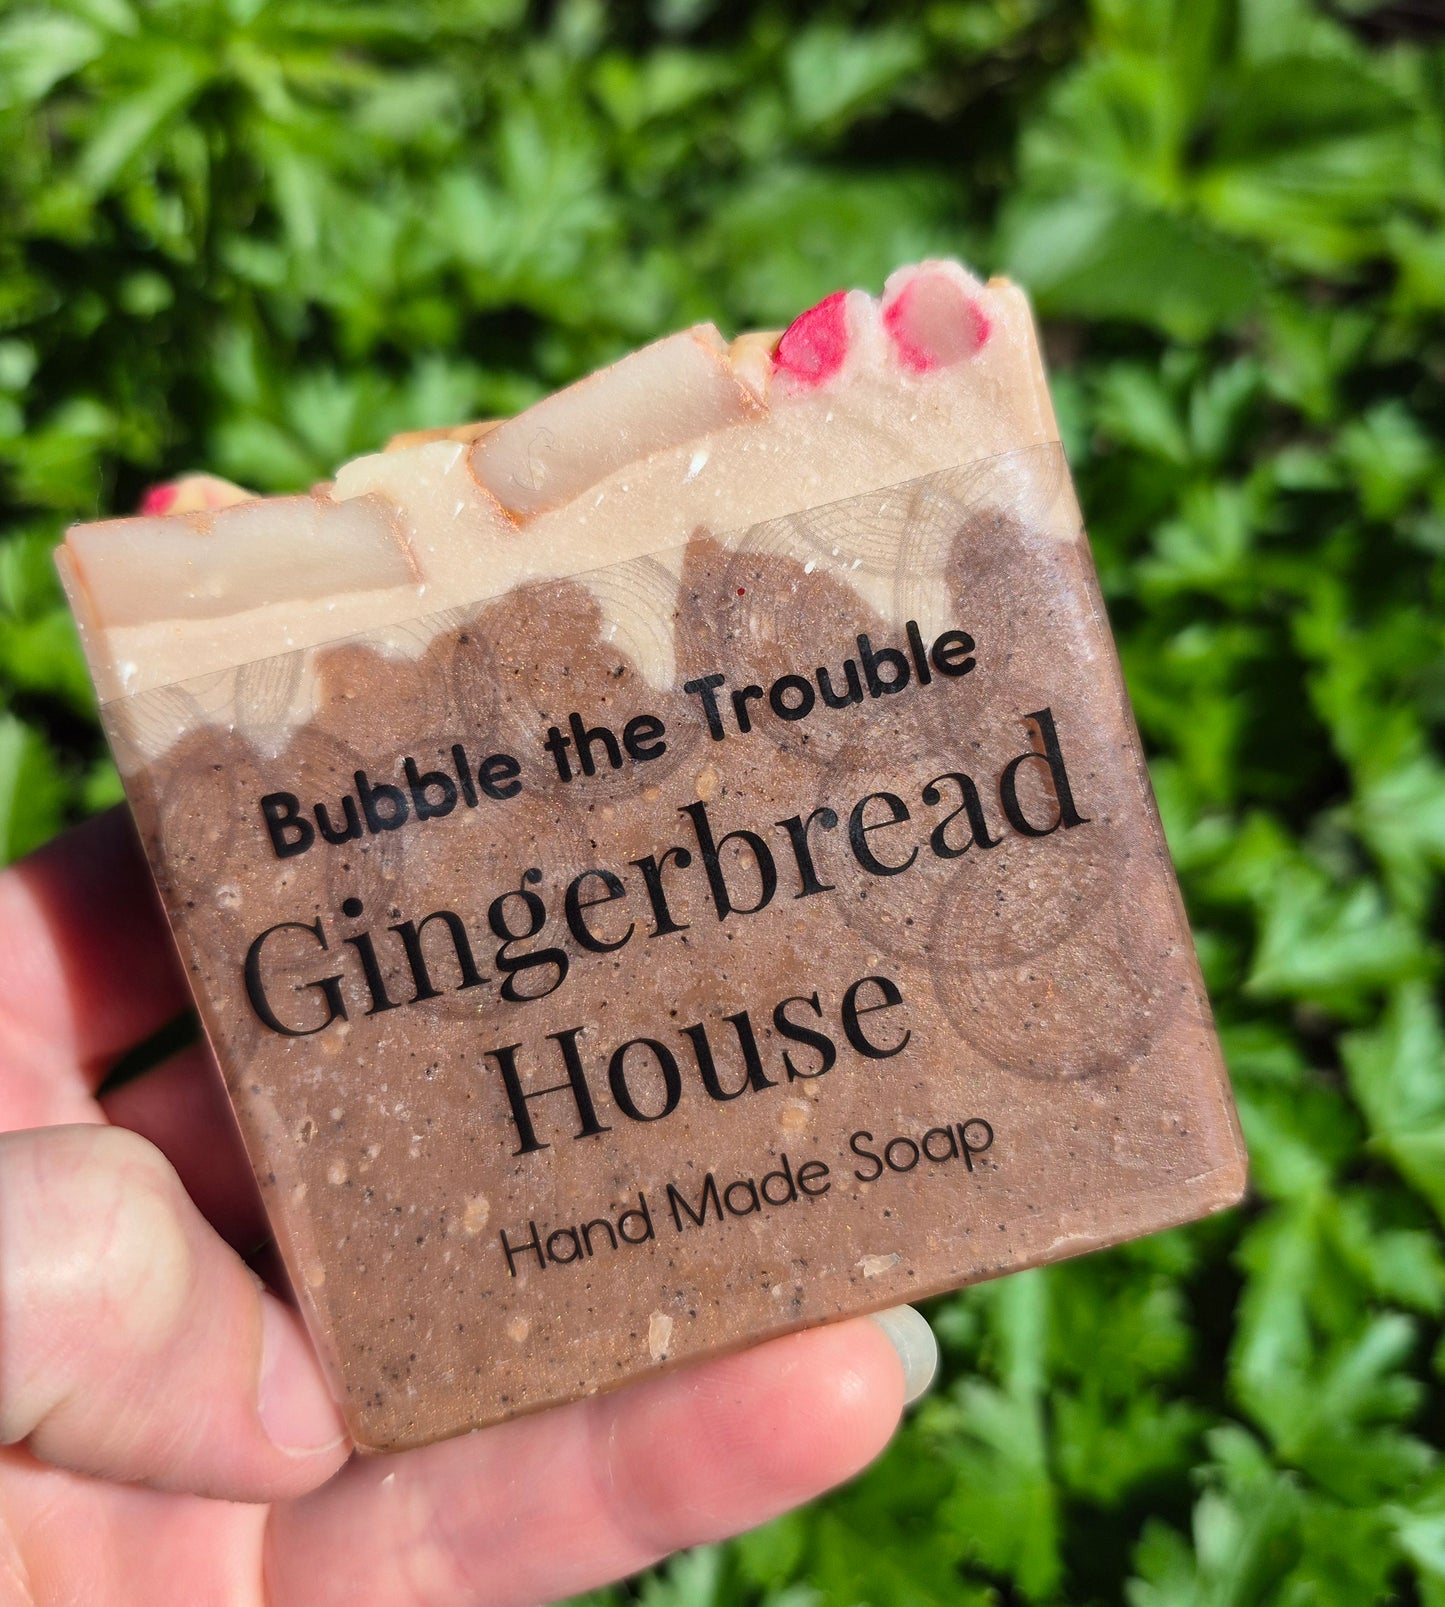 Bubble the Trouble
Gingerbread
House
Hand Made Soap